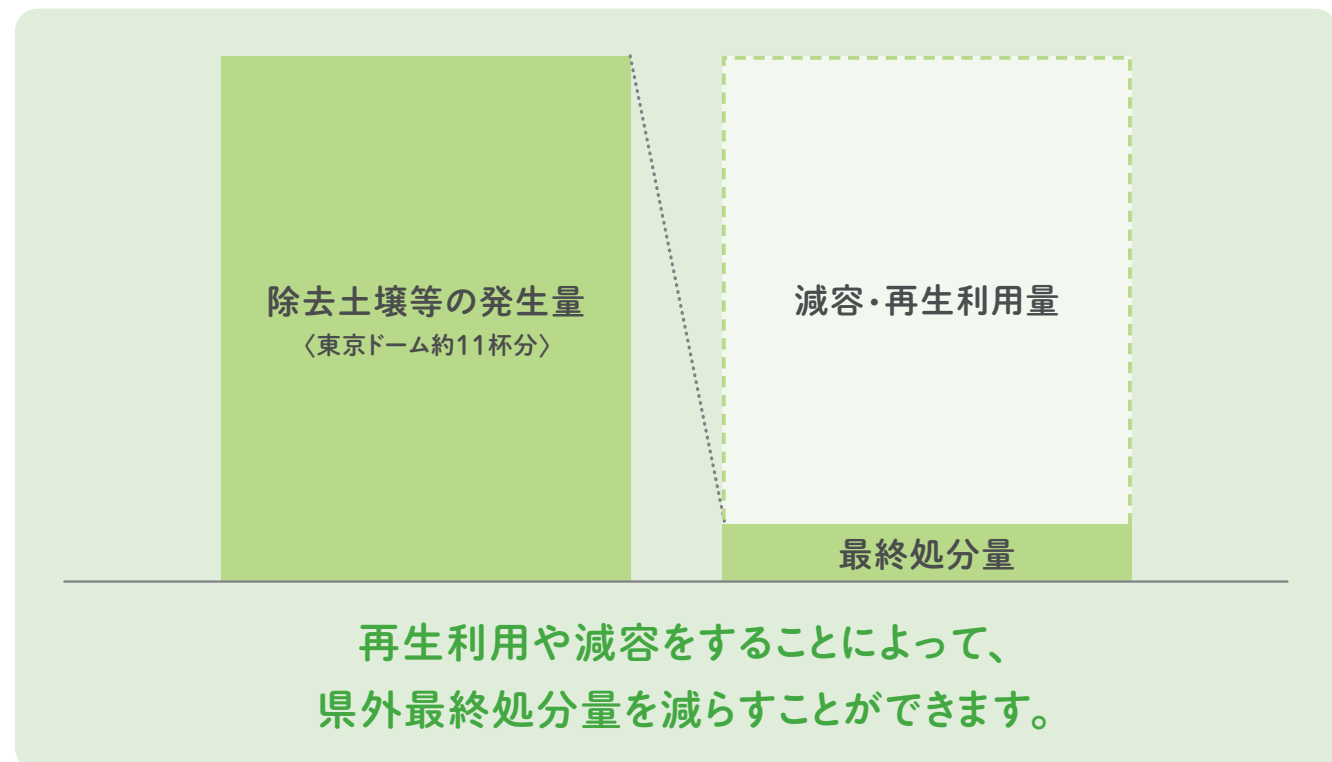 除去土壌等の発生量
〈東京ドーム約11杯分〉
減容・再生利用量
最終処分量
再生利用や減容をすることによって、
県外最終処分量を減らすことができます。